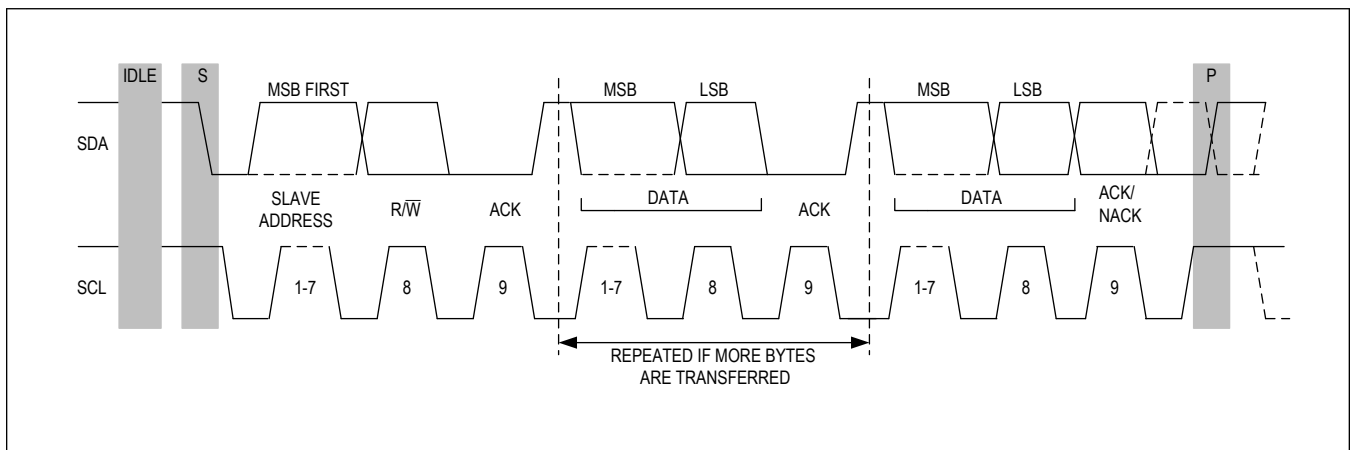 IDLE
S
MSB FIRST
MSB
LSB
MSB
LSB
P
SDA
SLAVE
ADDRESS
R/W̅
ACK
DATA
ACK
DATA
ACK/
NACK
SCL
1-7
8
9
1-7
8
9
1-7
8
9
REPEATED IF MORE BYTES
ARE TRANSFERRED